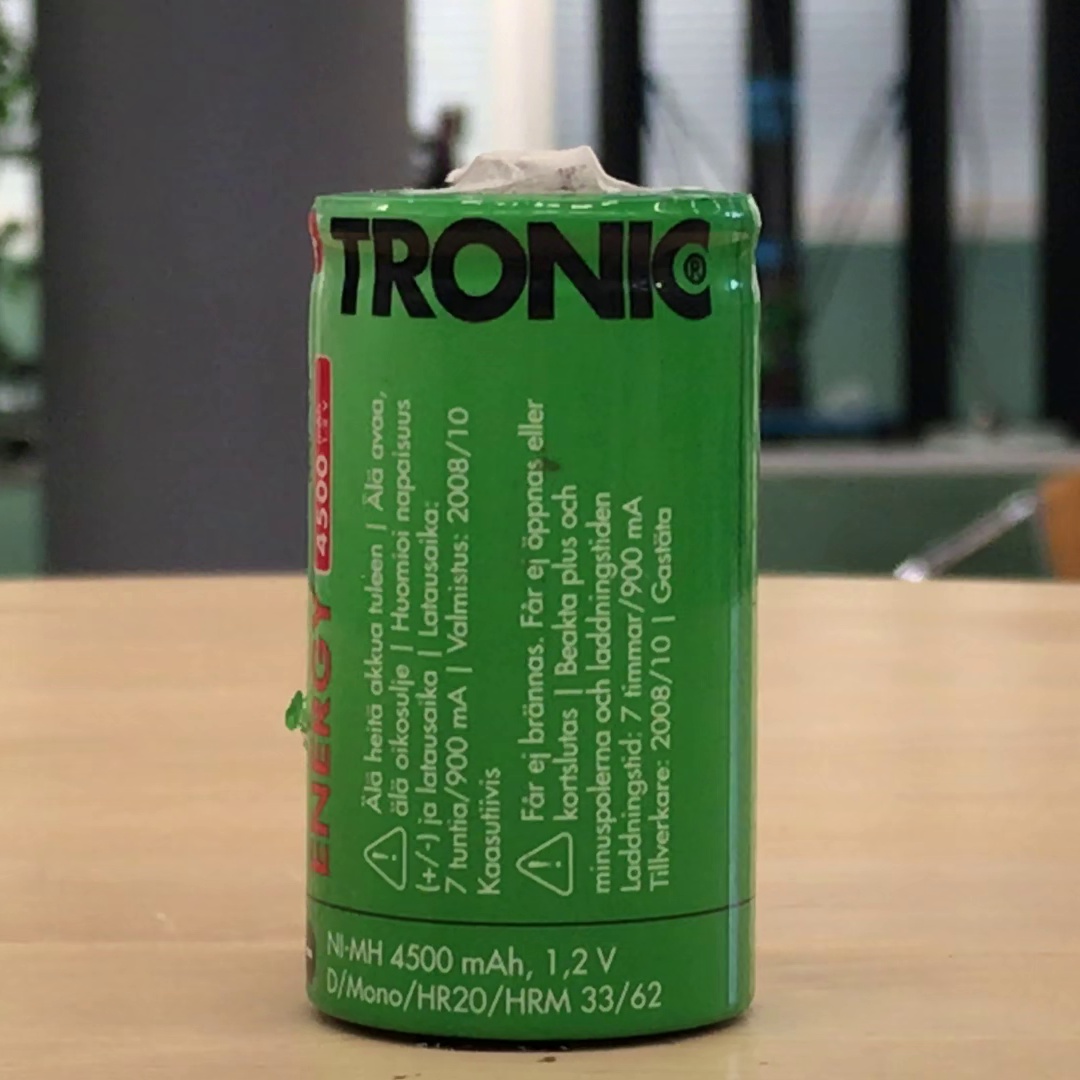 TRONIC®
ENERGY 4500
Älä heitä akkua tuleen | Älä avaa,
älä oikosulje | Huomioi napaisuus
(+/-) ja latausaika | Latausaika:
7 tuntia/900 mA | Valmistus: 2008/10
Kaasutiivis
Får ej brännas. Får ej öppnas eller
kortslutas | Beakta plus och
minuspolerna och laddningstiden
Laddningstid: 7 timmar/900 mA
Tillverkare: 2008/10 | Gastäta
NI-MH 4500 mAh, 1,2 V
D/Mono/HR20/HRM 33/62